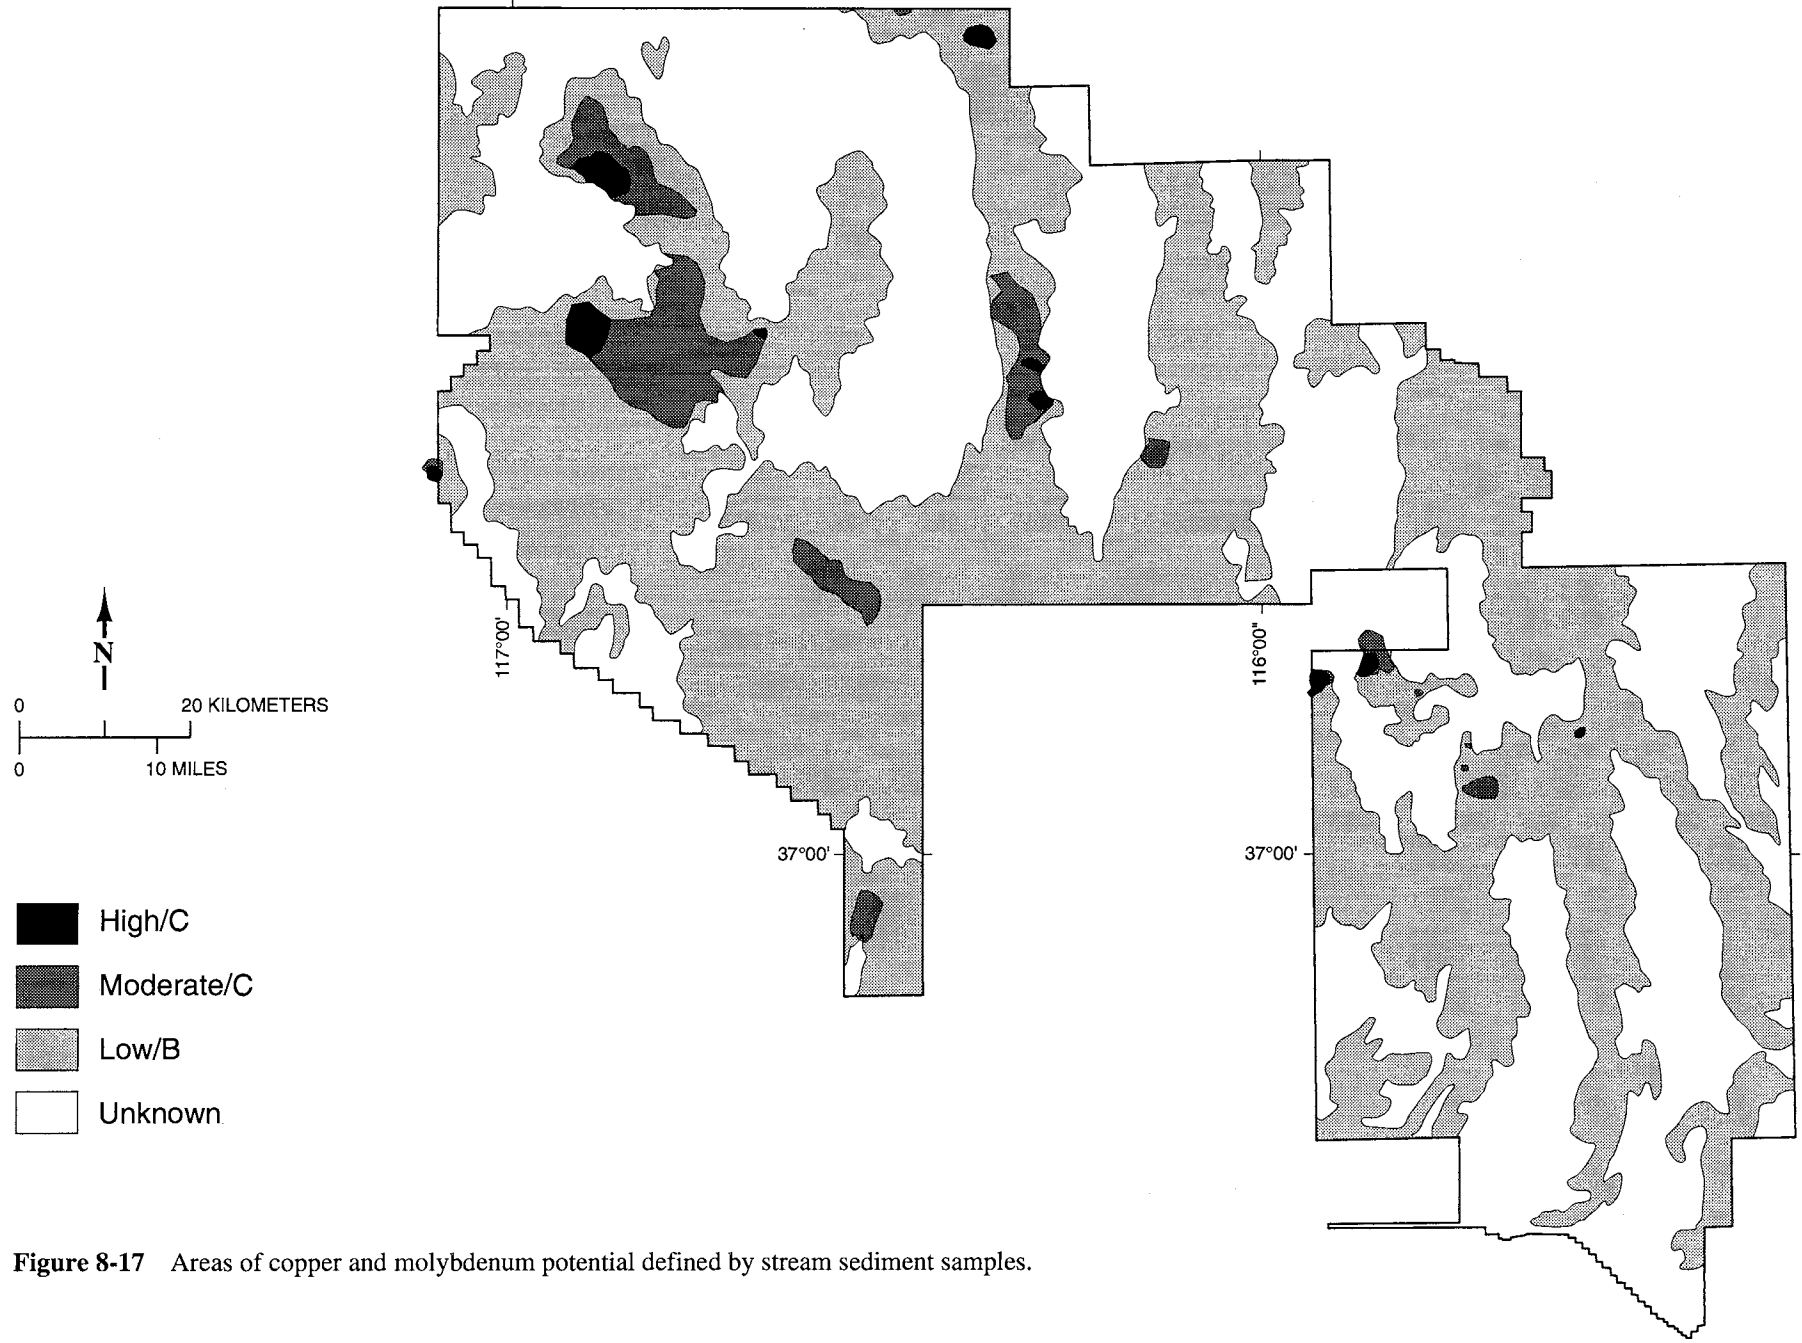 117°00'
116°00"
N
0 20 KILOMETERS
0 10 MILES
37°00'
37°00'
High/C
Moderate/C
Low/B
Unknown
Figure 8-17 Areas of copper and molybdenum potential defined by stream sediment samples.